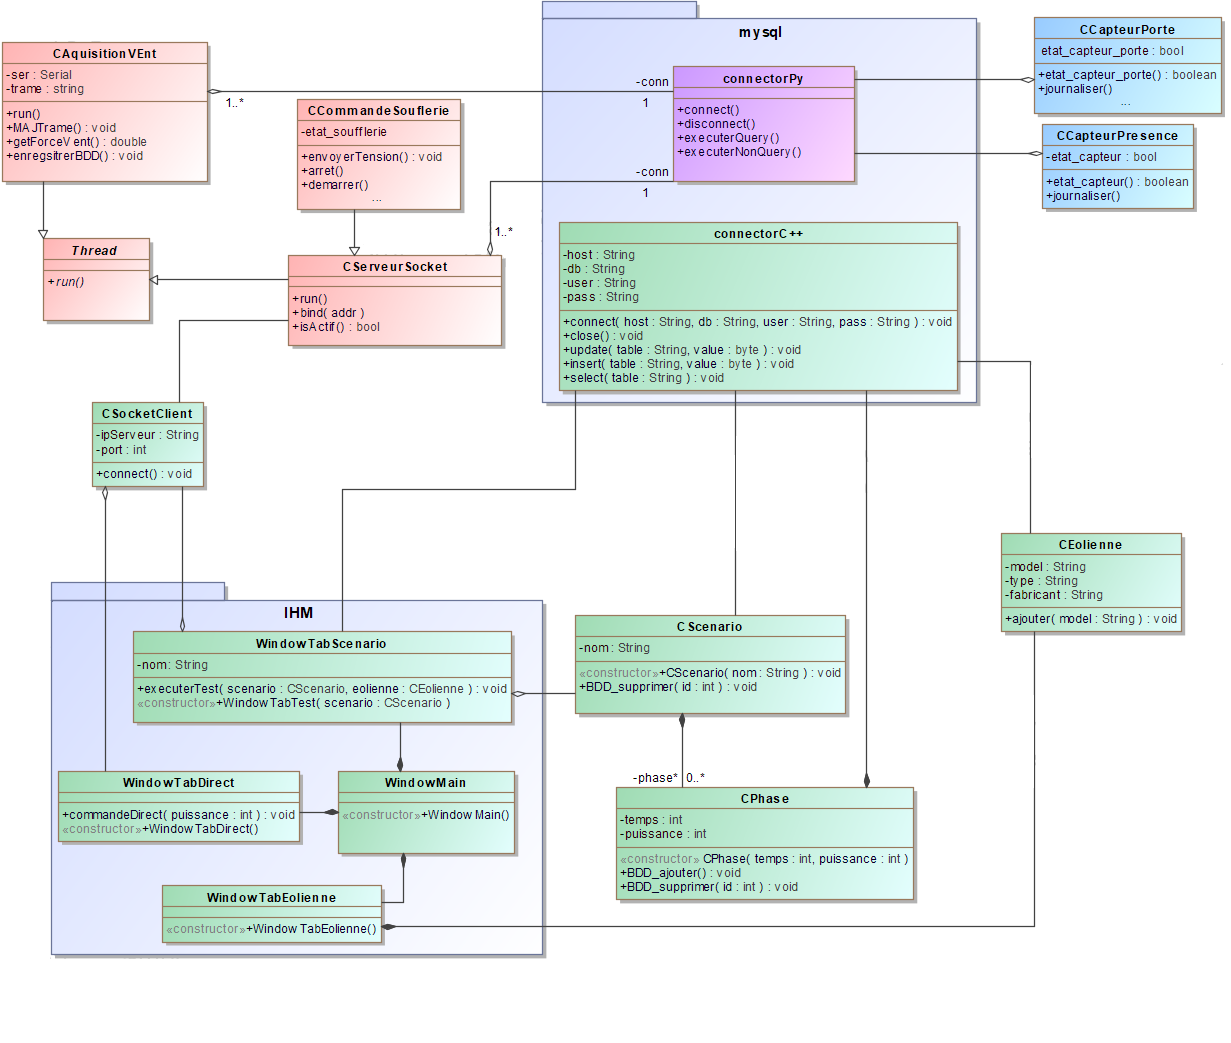 mysql
CAquisitionVEnt
-ser : Serial
-trame : string
+run()
+MAJTrame() : void
+getForceVent() : double
+enregsitrerBDD() : void
1..*
-conn
1
connectorPy
+connect()
+disconnect()
+executerQuery()
+executerNonQuery()
CCapteurPorte
etat_capteur_porte : bool
+etat_capteur_porte() : boolean
+journaliser()
...
CCommandeSouflerie
-etat_soufflerie
+envoyerTension() : void
+arret()
+demarrer()
...
-conn
1
1..*
CCapteurPresence
-etat_capteur : bool
+etat_capteur() : boolean
+journaliser()
Thread
+run()
CServeurSocket
+run()
+bind( addr )
+isActif() : bool
connectorC++
-host : String
-db : String
-user : String
-pass : String
+connect( host : String, db : String, user : String, pass : String ) : void
+close() : void
+update( table : String, value : byte ) : void
+insert( table : String, value : byte ) : void
+select( table : String ) : void
CSocketClient
-ipServeur : String
-port : int
+connect() : void
CEolienne
-model : String
-type : String
-fabricant : String
+ajouter( model : String ) : void
IHM
WindowTabScenario
-nom : String
+executerTest( scenario : CScenario, eolienne : CEolienne ) : void
«constructor»+WindowTabTest( scenario : CScenario )
CScenario
-nom : String
«constructor»+CScenario( nom : String ) : void
+BDD_supprimer( id : int ) : void
-phase* 0..*
WindowTabDirect
+commandeDirect( puissance : int ) : void
«constructor»+WindowTabDirect()
WindowMain
«constructor»+WindowMain()
CPhase
-temps : int
-puissance : int
«constructor» CPhase( temps : int, puissance : int )
+BDD_ajouter() : void
+BDD_supprimer( id : int ) : void
WindowTabEolienne
«constructor»+WindowTabEolienne()